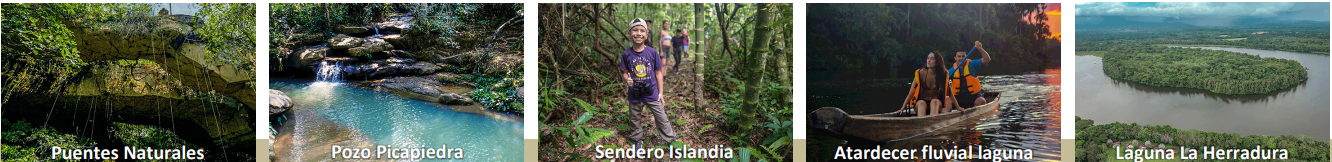 Puentes Naturales
Pozo Picapiedra
Sendero Islandia
Atardecer fluvial laguna
Laguna La Herradura